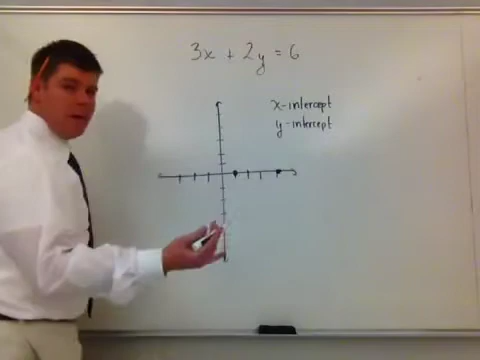 3x + 2y = 6
x-intercept
y-intercept